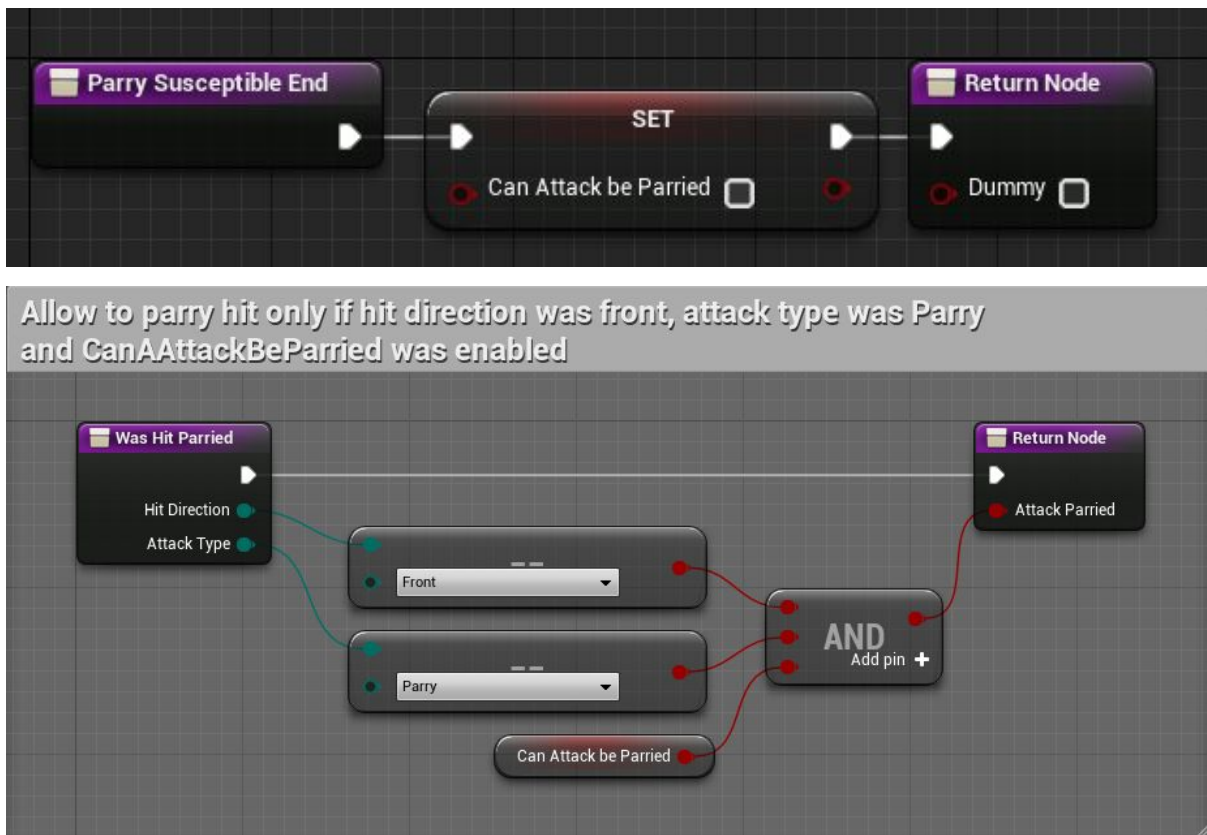 Parry Susceptible End
SET
Return Node
Can Attack be Parried
Dummy
Allow to parry hit only if hit direction was front, attack type was Parry
and CanAAttackBeParried was enabled
Was Hit Parried
Return Node
Hit Direction
Attack Parried
Attack Type
==
Front
AND
Add pin +
==
Parry
Can Attack be Parried